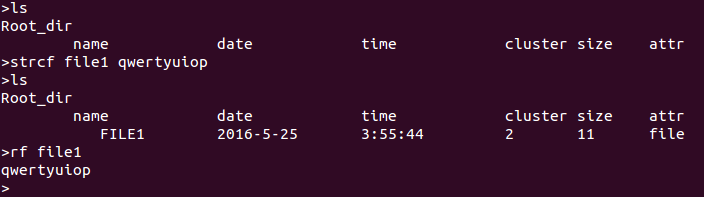 >ls
Root_dir
name date time cluster size attr
>strcf file1 qwertyuiop
>ls
Root_dir
name date time cluster size attr
FILE1 2016-5-25 3:55:44 2 11 file
>rf file1
qwertyuiop
>